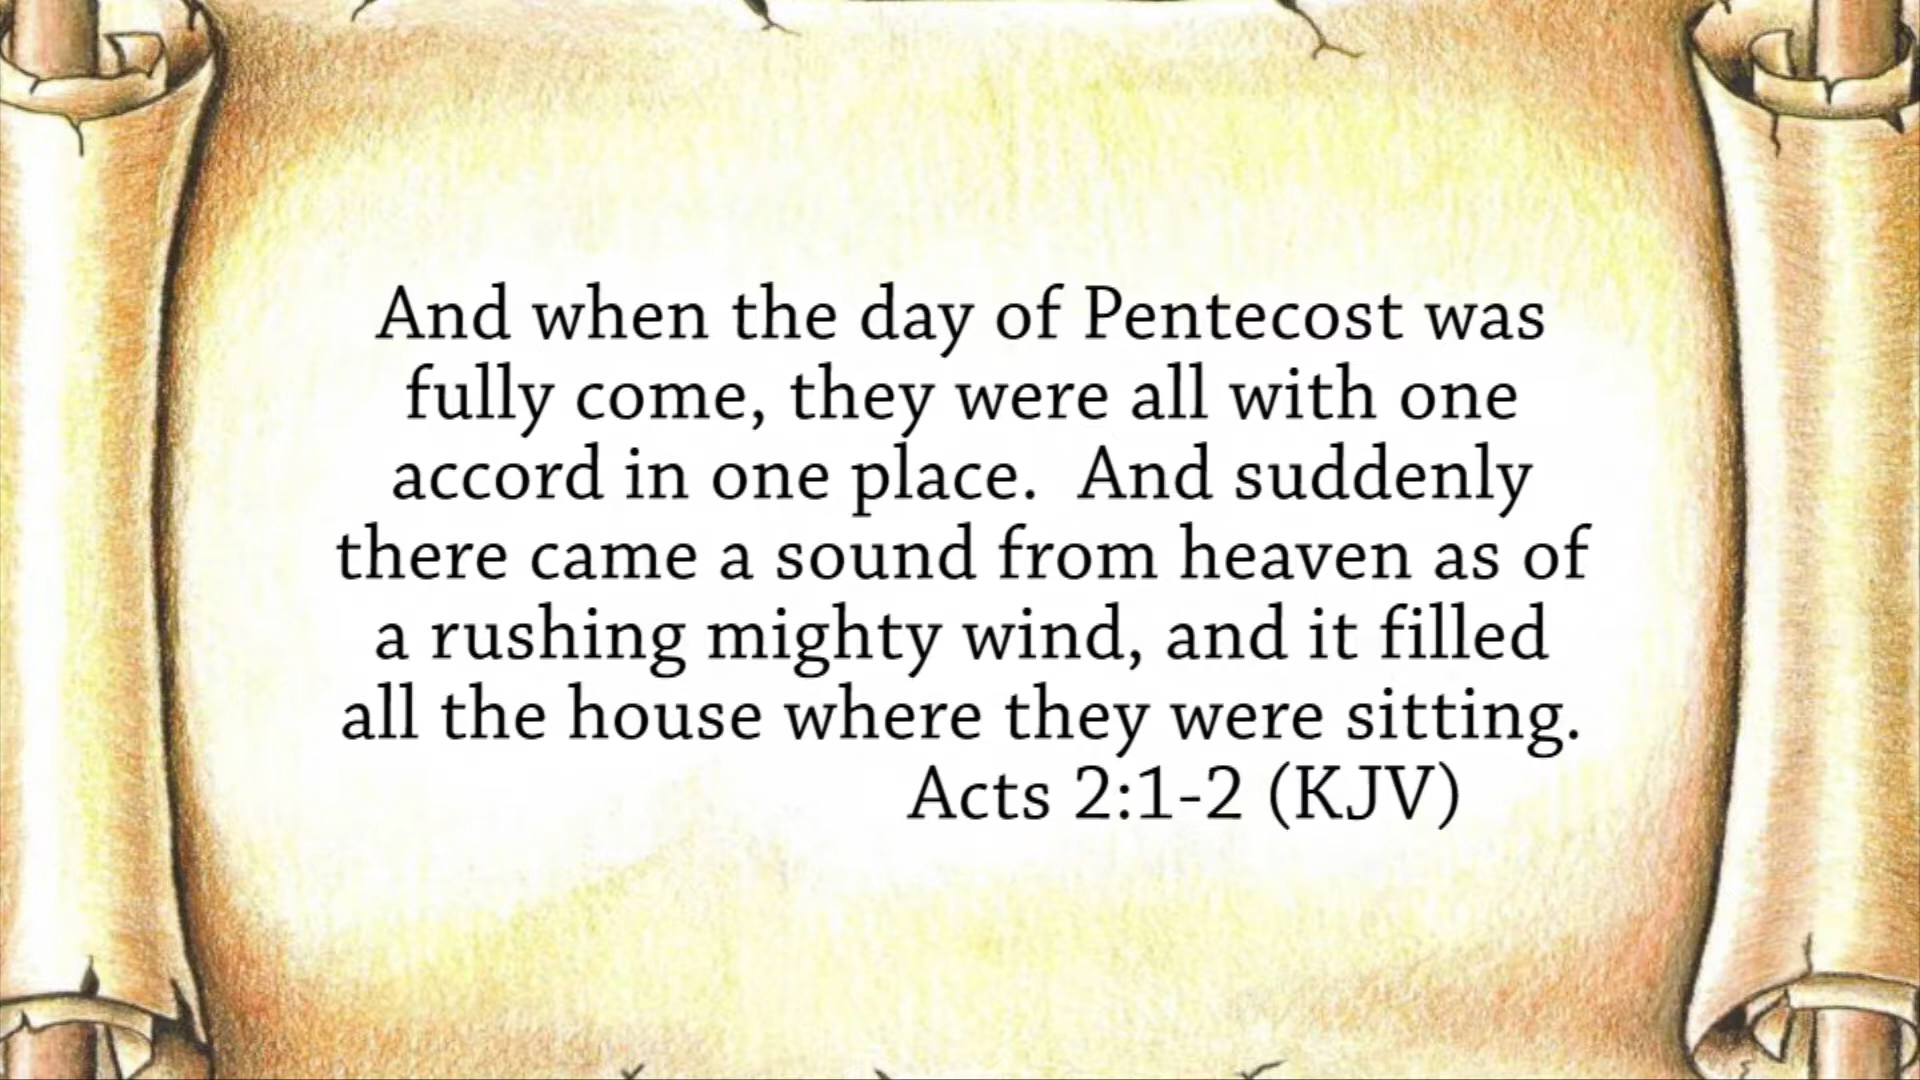 And when the day of Pentecost was
fully come, they were all with one
accord in one place.  And suddenly
there came a sound from heaven as of
a rushing mighty wind, and it filled
all the house where they were sitting.
Acts 2:1-2 (KJV)